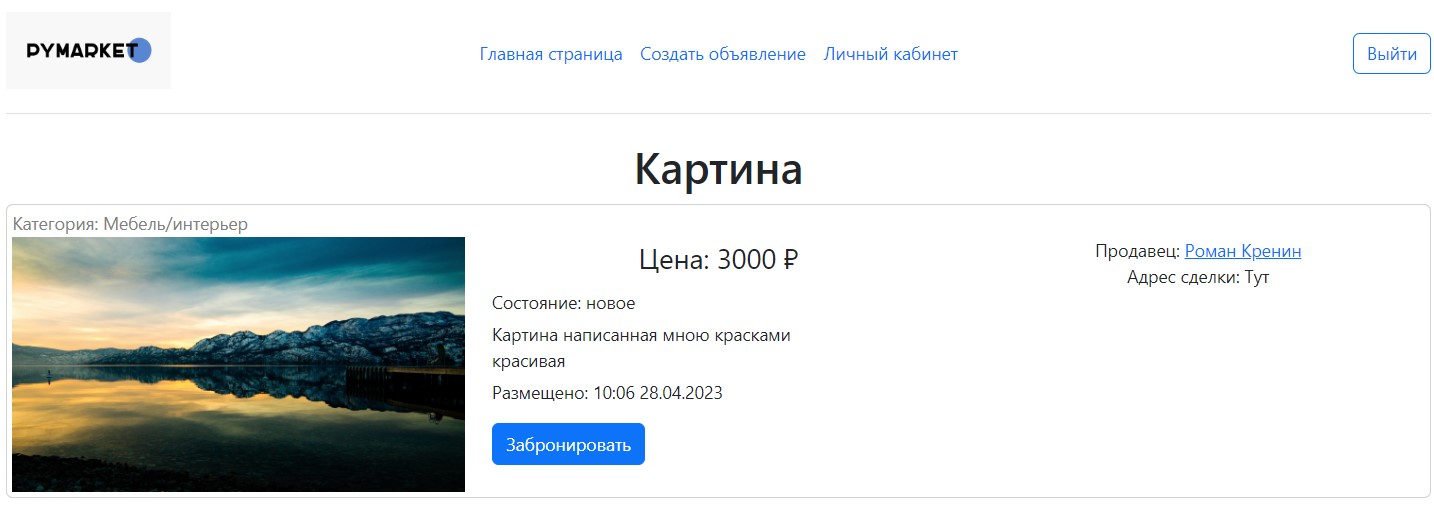 PYMARKET
Главная страница Создать объявление Личный кабинет
Выйти
Картина
Категория: Мебель/интерьер
Цена: 3000 ₽
Состояние: новое
Картина написанная мною красками
красивая
Размещено: 10:06 28.04.2023
Забронировать
Продавец: Роман Кренин
Адрес сделки: Тут